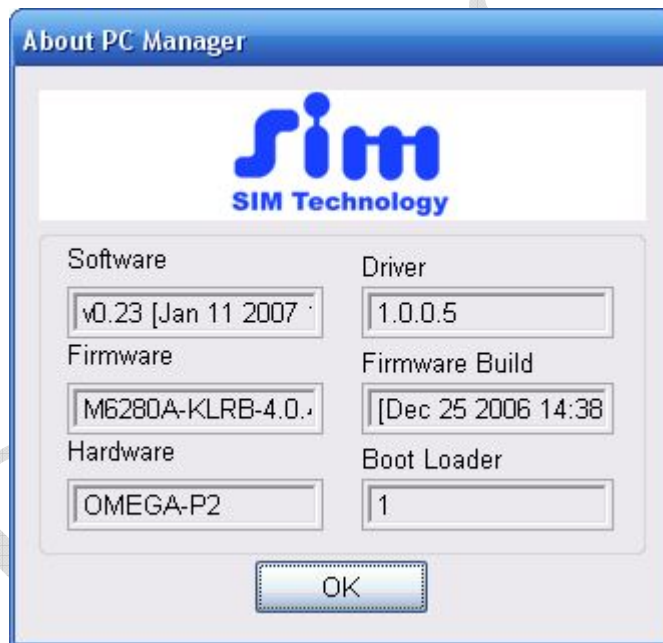 About PC Manager
sim
SIM Technology
Software
v0.23 [Jan 11 2007
Driver
1.0.0.5
Firmware
M6280A-KLRB-4.0.
Firmware Build
[Dec 25 2006 14:38
Hardware
OMEGA-P2
Boot Loader
1
OK